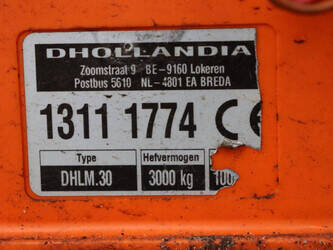 DHOLLANDIA
Zoomstraat 9 BE-9160 Lokeren
Postbus 5610 NL-4801 EA BREDA
1311 1774 CE
Type Hefvermogen
DHLM.30 3000 kg 100